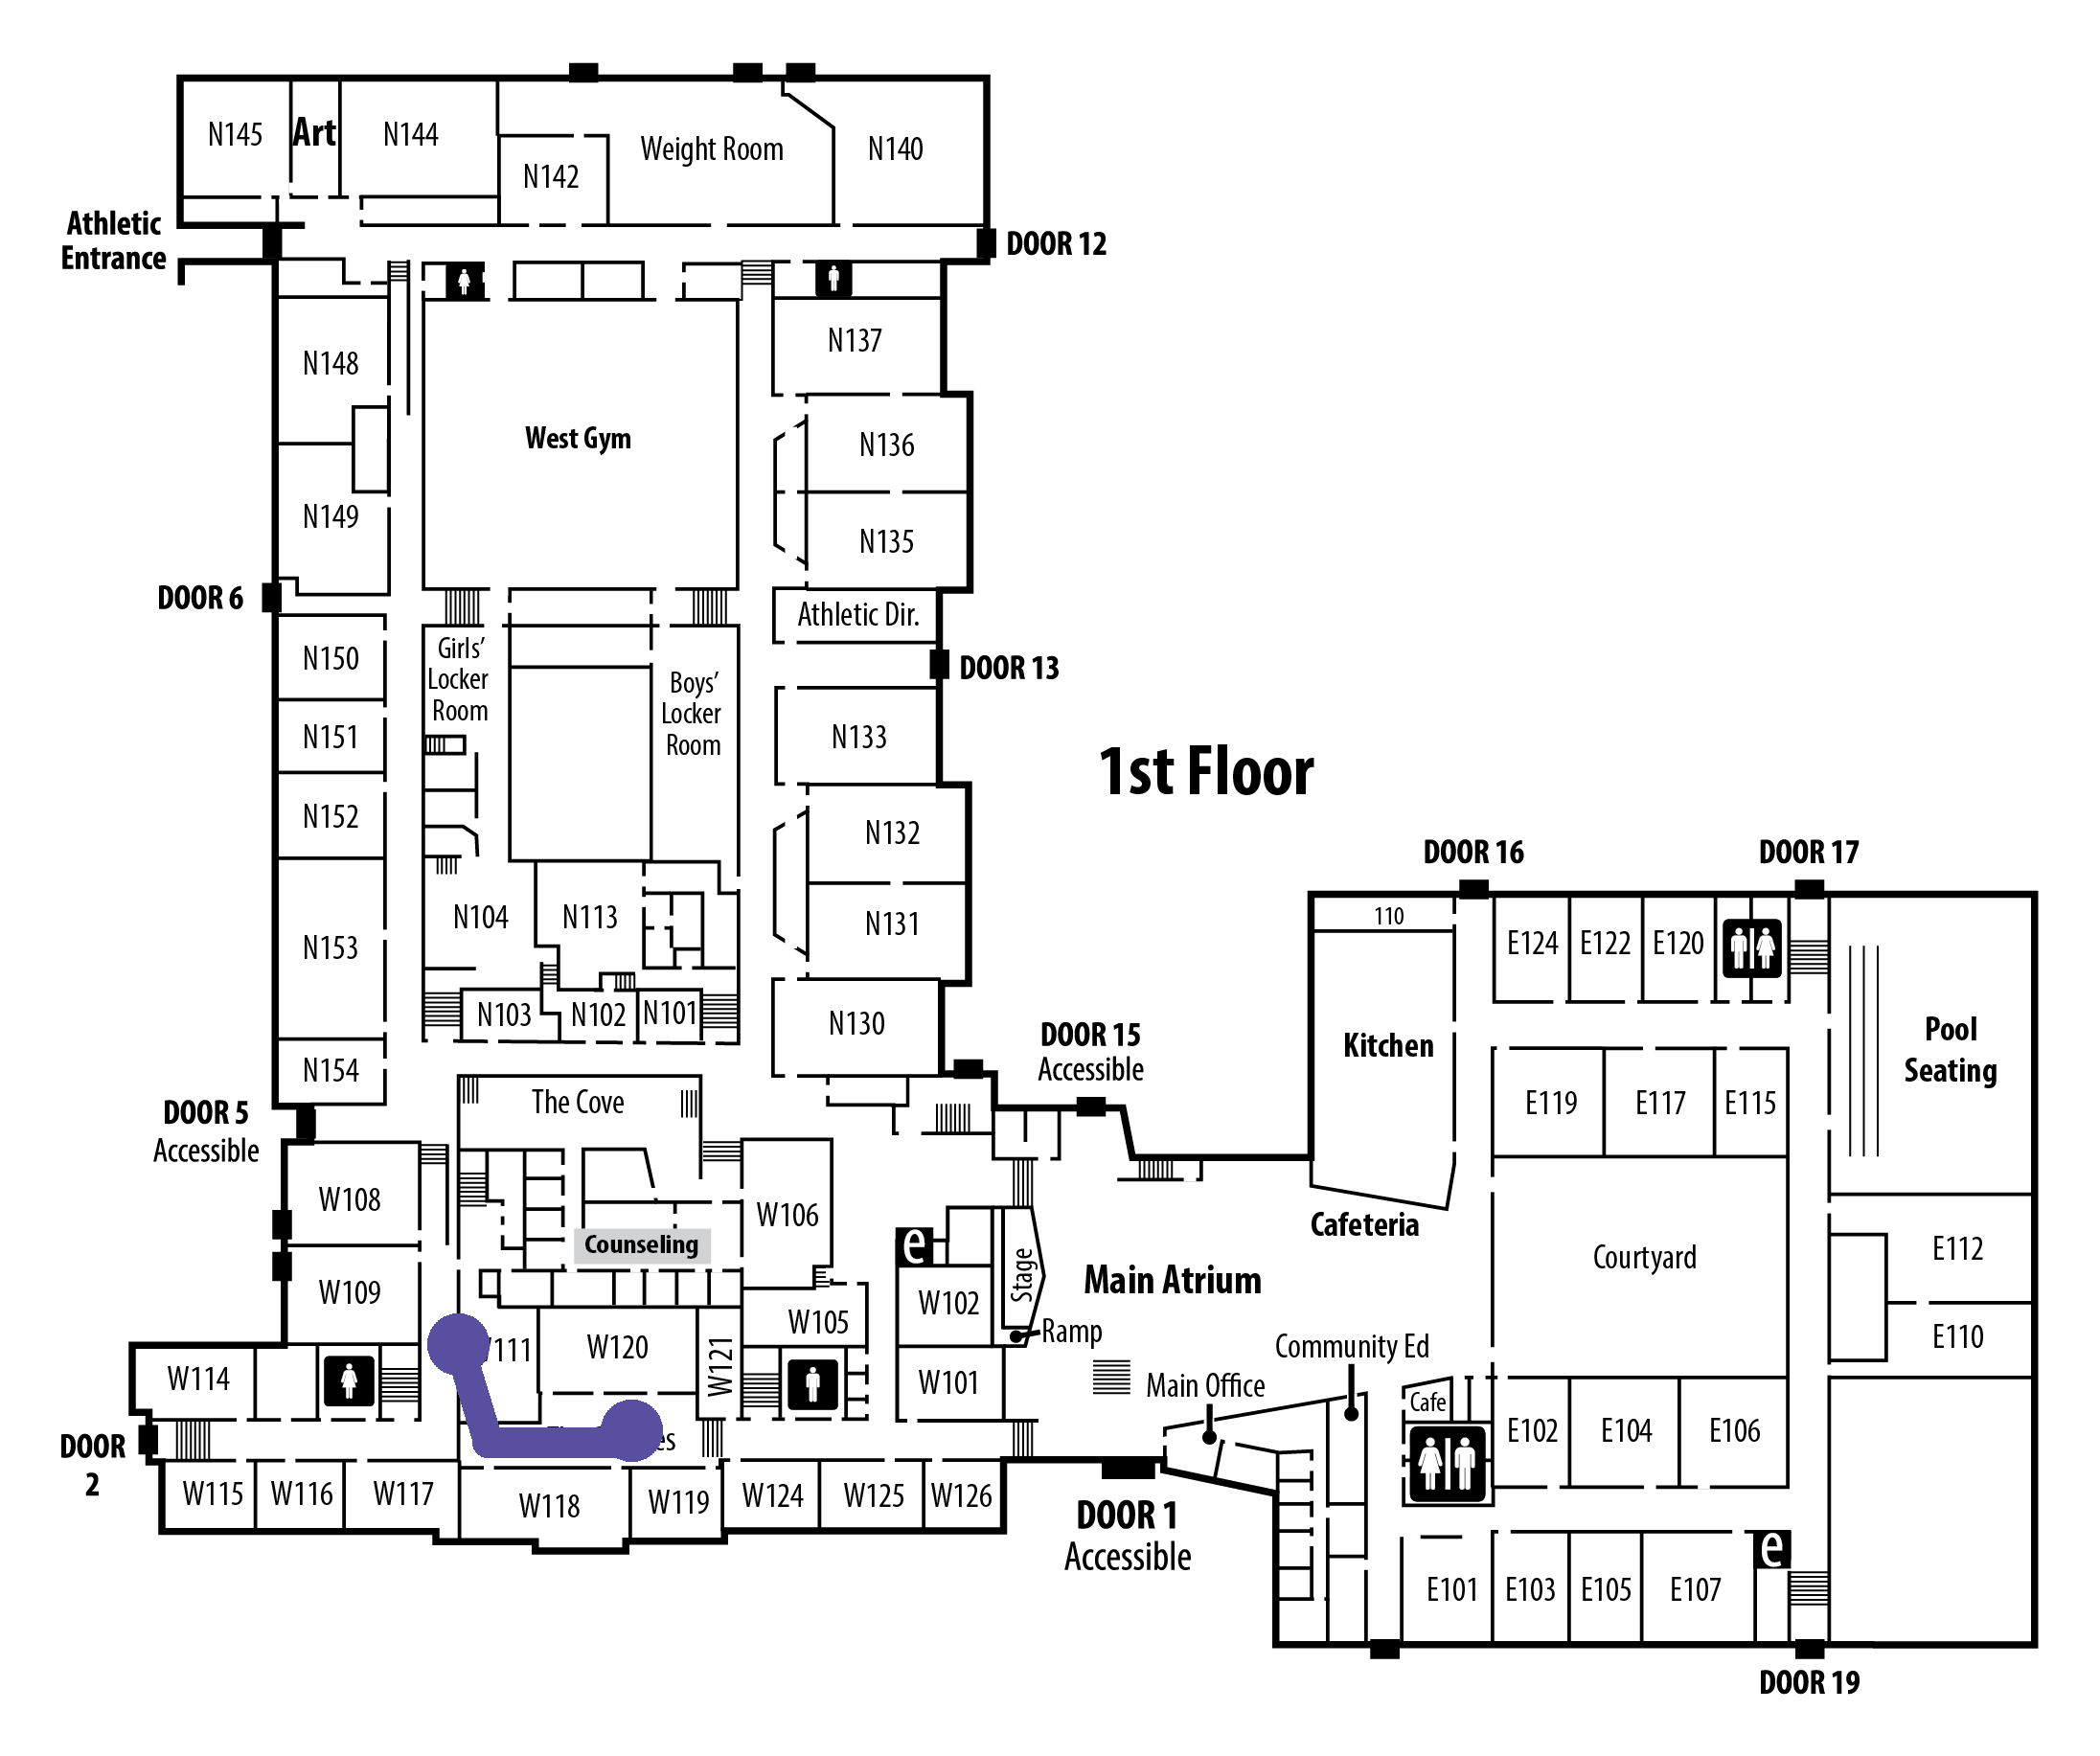 N145
Art
N144
N142
Weight Room
N140
Athletic
Entrance
DOOR 12
N148
West Gym
N137
N136
N149
N135
DOOR 6
Athletic Dir.
N150
Girls'
Locker
Room
Boys'
Locker
Room
DOOR 13
N151
N133
1st Floor
N152
N132
DOOR 16
DOOR 17
N153
N104
N113
N131
110
E124
E122
E120
N103
N102
N101
N130
DOOR 15
Accessible
Kitchen
Pool
Seating
N154
The Cove
E119
E117
E115
DOOR 5
Accessible
W108
W106
Counseling
e
Stage
Cafeteria
Main Atrium
Courtyard
E112
W109
W102
W105
Ramp
E110
W120
W121
Community Ed
W114
W101
Main Office
Cafe
DOOR
2
E102
E104
E106
W115
W116
W117
W118
W119
W124
W125
W126
DOOR 1
Accessible
e
E101
E103
E105
E107
DOOR 19